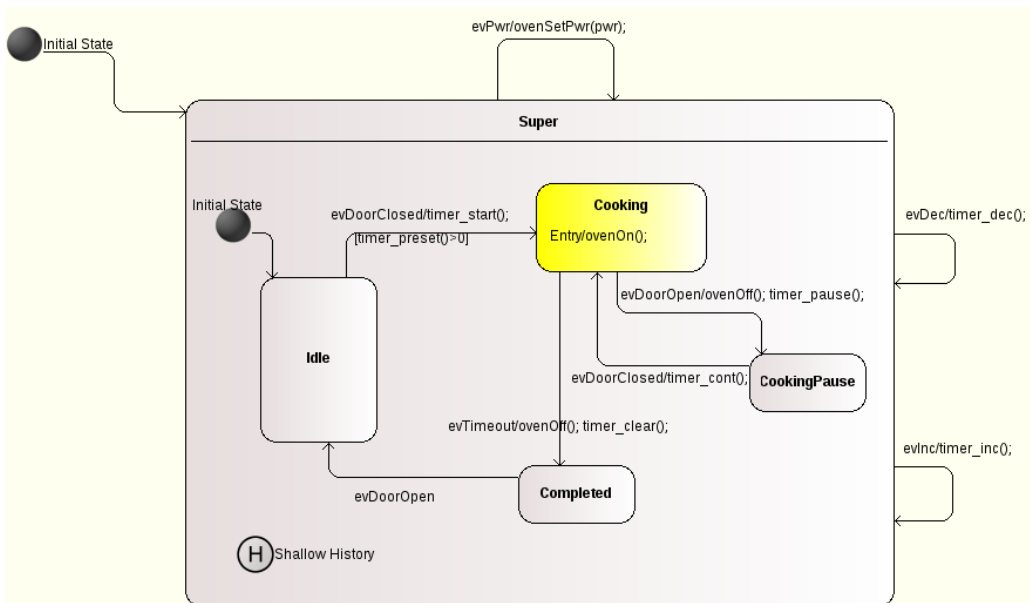 evPwr/ovenSetPwr(pwr);
Initial State
Super
Initial State
evDoorClosed/timer_start();
[timer_preset()>0]
Cooking
Entry/ovenOn();
evDec/timer_dec();
evDoorOpen/ovenOff(); timer_pause();
Idle
evDoorClosed/timer_cont();
CookingPause
evTimeout/ovenOff(); timer_clear();
evInc/timer_inc();
evDoorOpen
Completed
H
Shallow History